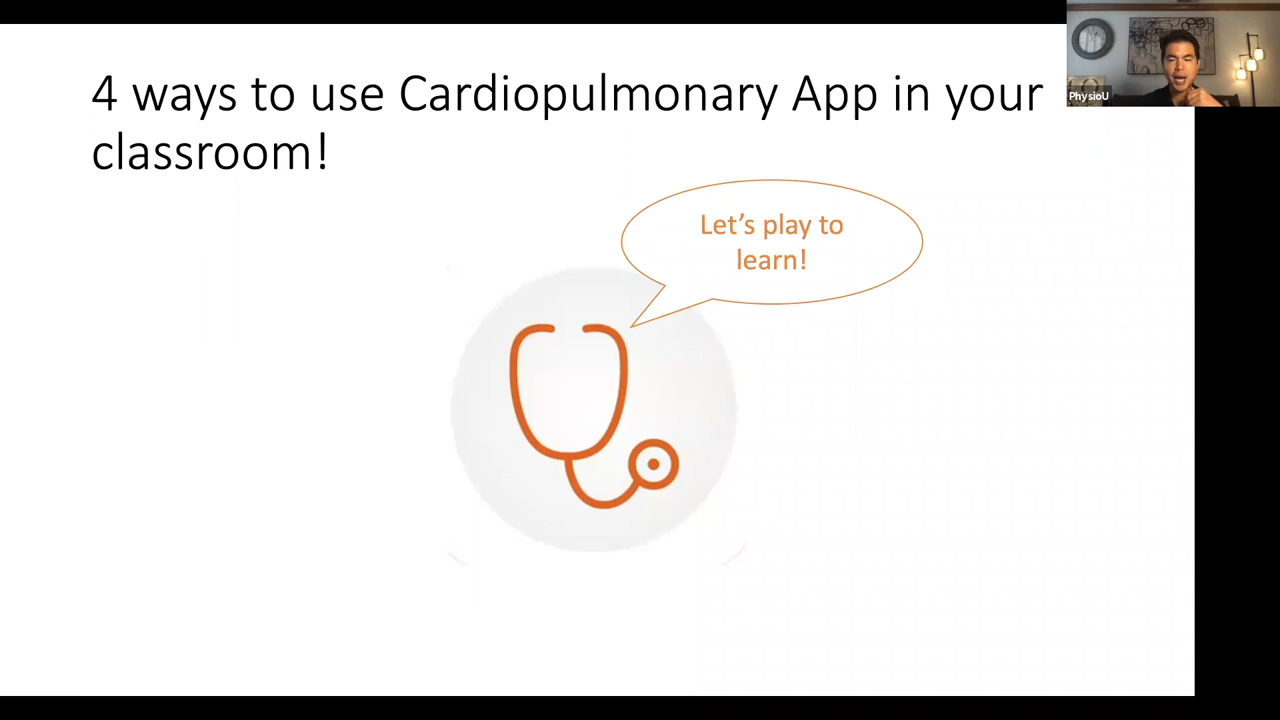 4 ways to use Cardiopulmonary App in your
classroom!
PhysioU
Let's play to
learn!